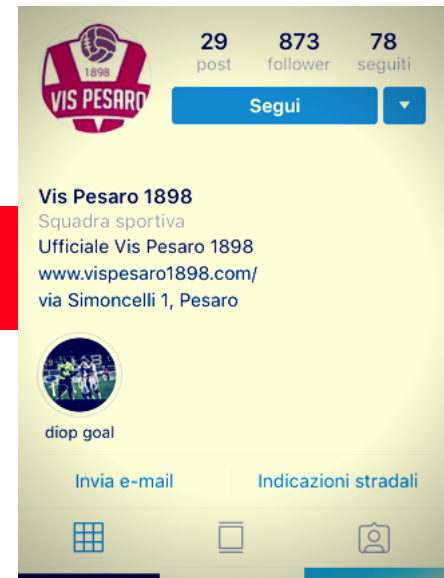 29 873 78
post follower seguiti
1898
VIS PESARO
Segui
Vis Pesaro 1898
Squadra sportiva
Ufficiale Vis Pesaro 1898
www.vispesaro1898.com/
via Simoncelli 1, Pesaro
diop goal
Invia e-mail Indicazioni stradali